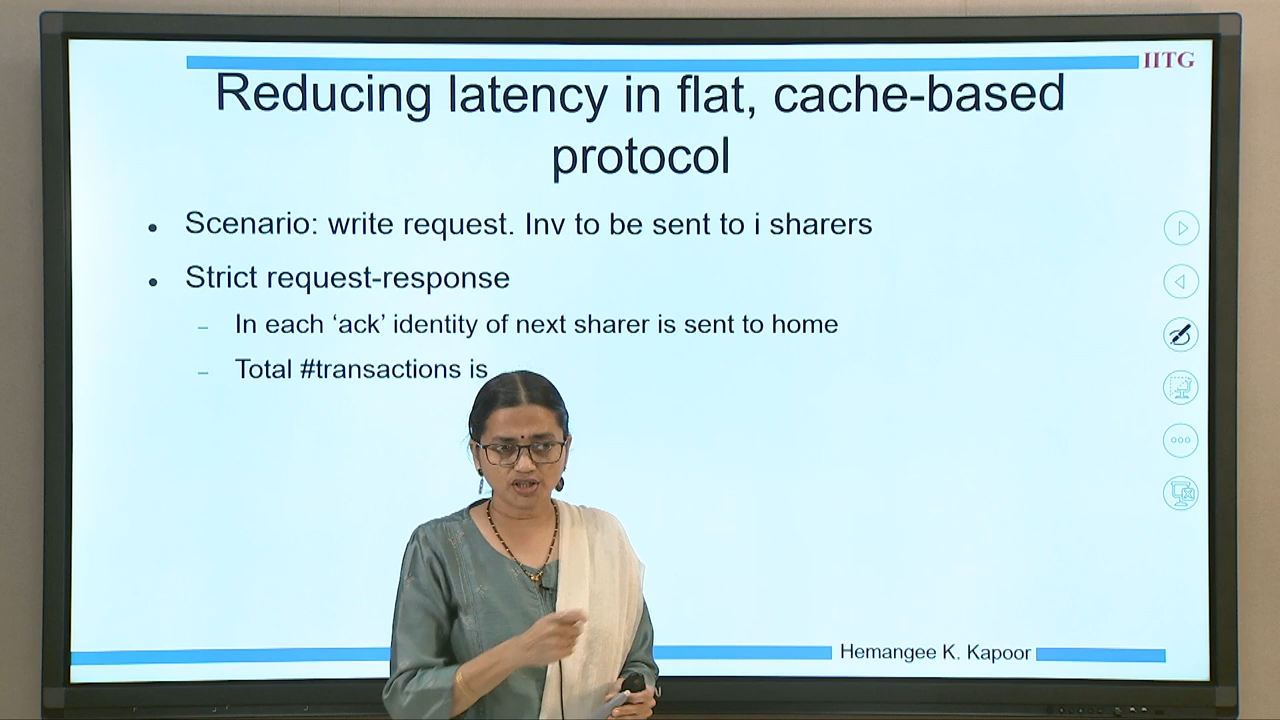 IITG
Reducing latency in flat, cache-based
protocol
• Scenario: write request. Inv to be sent to i sharers
• Strict request-response
– In each ‘ack’ identity of next sharer is sent to home
– Total #transactions is
Hemangee K. Kapoor